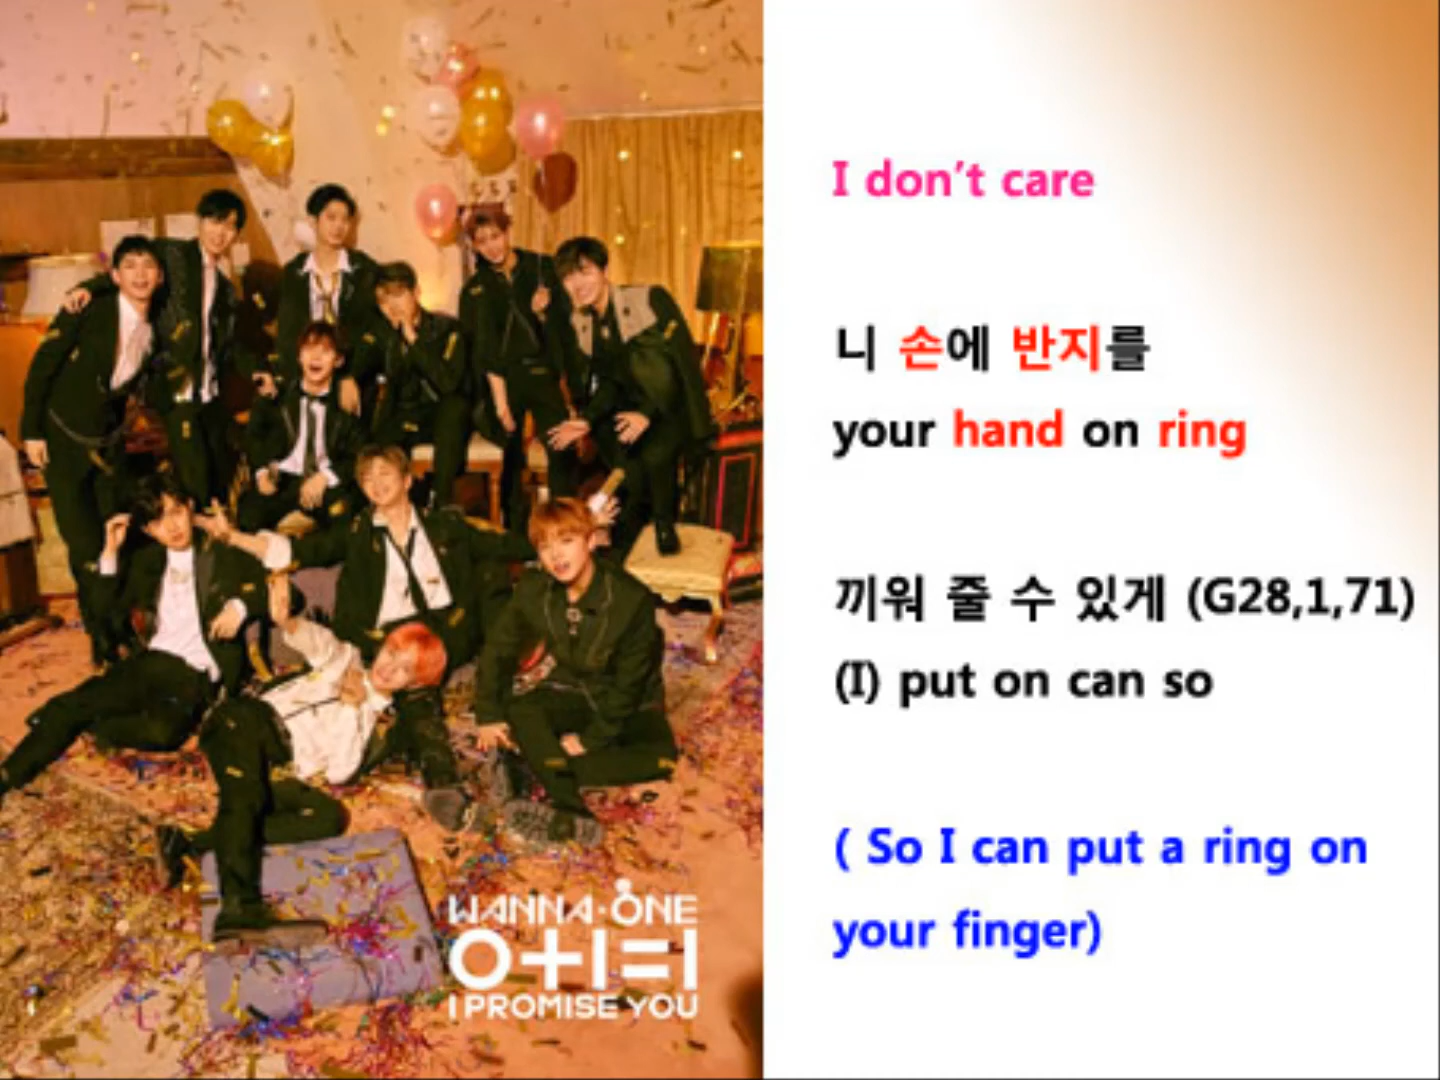 WANNA·ONE
0+1=1
I PROMISE YOU
I don't care
니 손에 반지를
your hand on ring
끼워 줄 수 있게 (G28,1,71)
(I) put on can so
( So I can put a ring on
your finger)